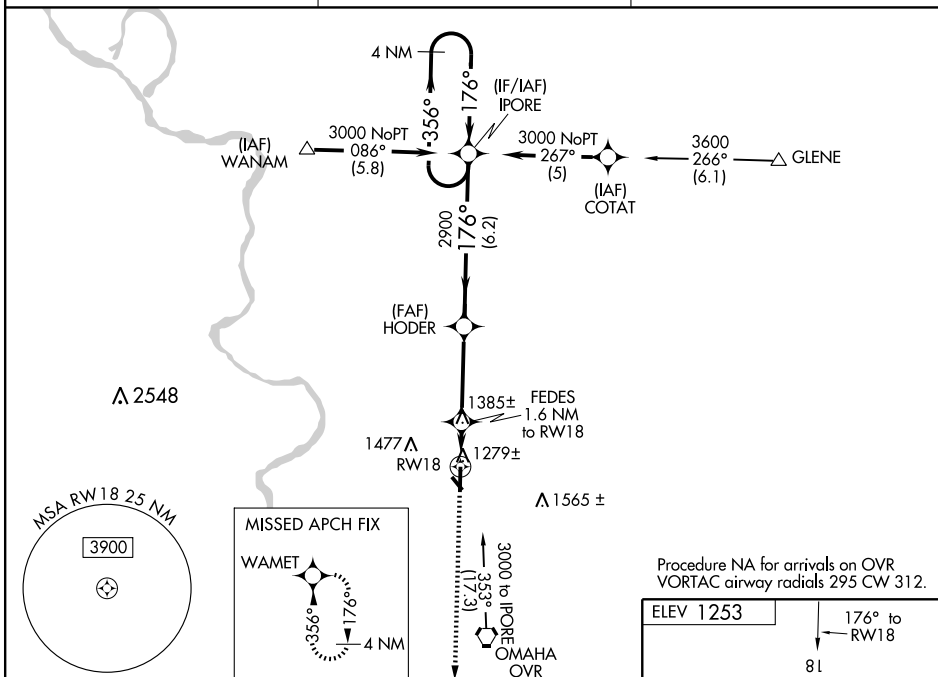 4 NM
356°
176°
(IF/IAF)
IPORE
(IAF)
WANAM
3000 NoPT
086°
(5.8)
3000 NoPT
267°
(5)
(IAF)
COTAT
3600
266°
(6.1)
GLENE
2900
176°
(6.2)
(FAF)
HODER
2548
1385±
FEDES
1.6 NM
to RW18
1477
RW18
1279±
1565 ±
MSA RW18 25 NM
3900
MISSED APCH FIX
WAMET
356°
176°
4 NM
3000 to IPORE
353°
(17.3)
OMAHA
OVR
Procedure NA for arrivals on OVR
VORTAC airway radials 295 CW 312.
ELEV 1253
176° to
RW18
18